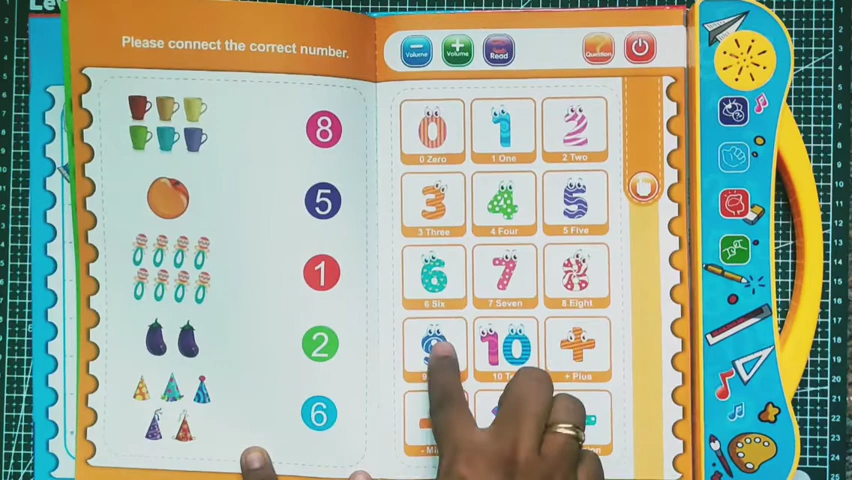 Please connect the correct number.
8
5
1
2
6
Volume
Volume
Read
Question
0
1
2
0 Zero
1 One
2 Two
3
4
5
3 Three
4 Four
5 Five
6
7
8
6 Six
7 Seven
8 Eight
9
10
+
9
+ Plus